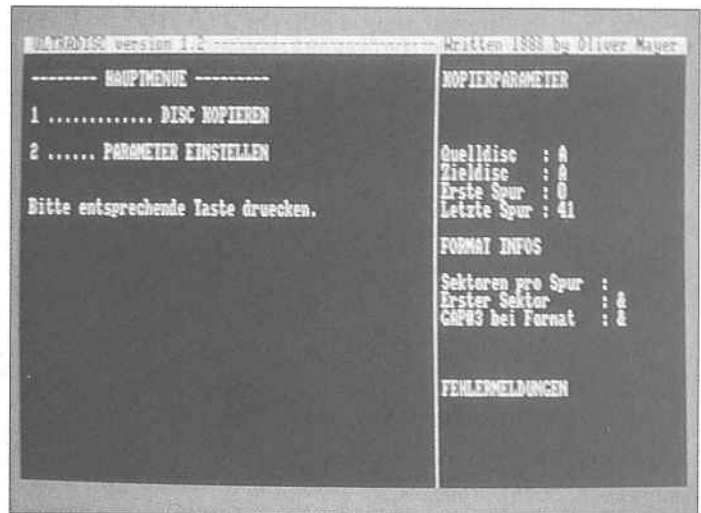 ULTRADISC version 1.2 ------------------------- Written 1988 by Oliver Mayer
-------- HAUPTMENUE ---------
1 ............. DISC KOPIEREN
2 ...... PARAMETER EINSTELLEN
Bitte entsprechende Taste druecken.
KOPIERPARAMETER
Quelldisc : A
Zieldisc : A
Erste Spur : 0
Letzte Spur : 41
FORMAT INFOS
Sektoren pro Spur :
Erster Sektor : &
GAP#3 bei Format : &
FEHLERMELDUNGEN